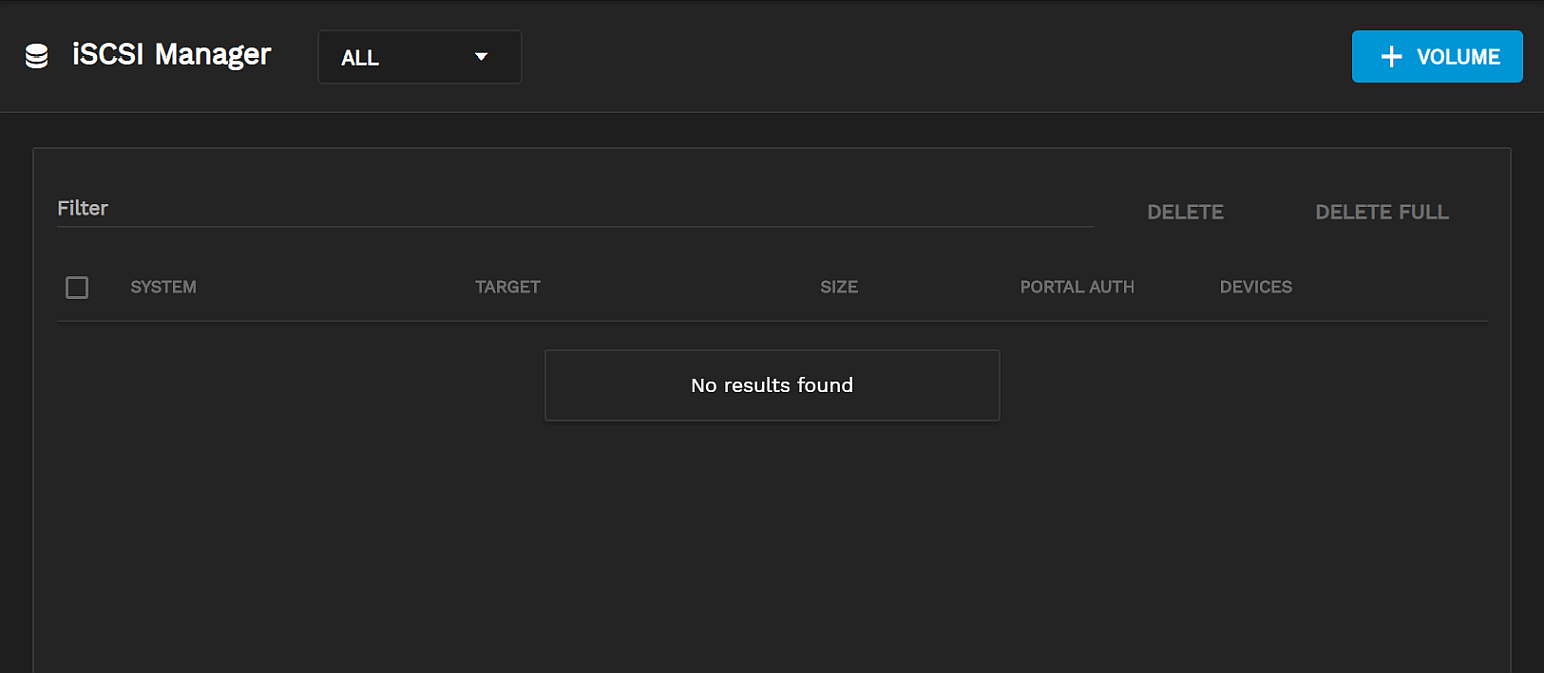 iSCSI Manager
ALL
VOLUME
Filter
DELETE
DELETE FULL
SYSTEM
TARGET
SIZE
PORTAL AUTH
DEVICES
No results found